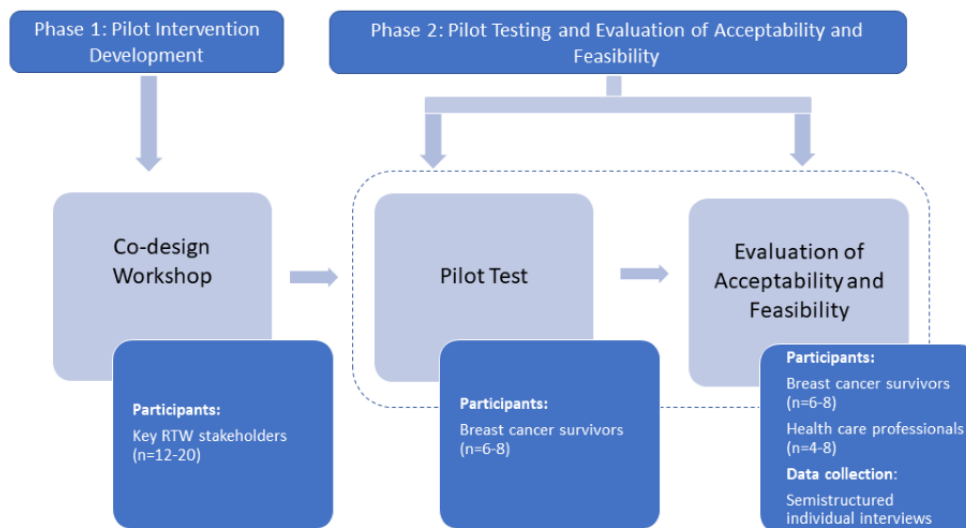 Phase 1: Pilot Intervention
Development
Phase 2: Pilot Testing and Evaluation of Acceptability and
Feasibility
Co-design
Workshop
Participants:
Key RTW stakeholders
(n=12-20)
Pilot Test
Participants:
Breast cancer survivors
(n=6-8)
Evaluation of
Acceptability and
Feasibility
Participants:
Breast cancer survivors
(n=6-8)
Health care professionals
(n=4-8)
Data collection:
Semistructured
individual interviews